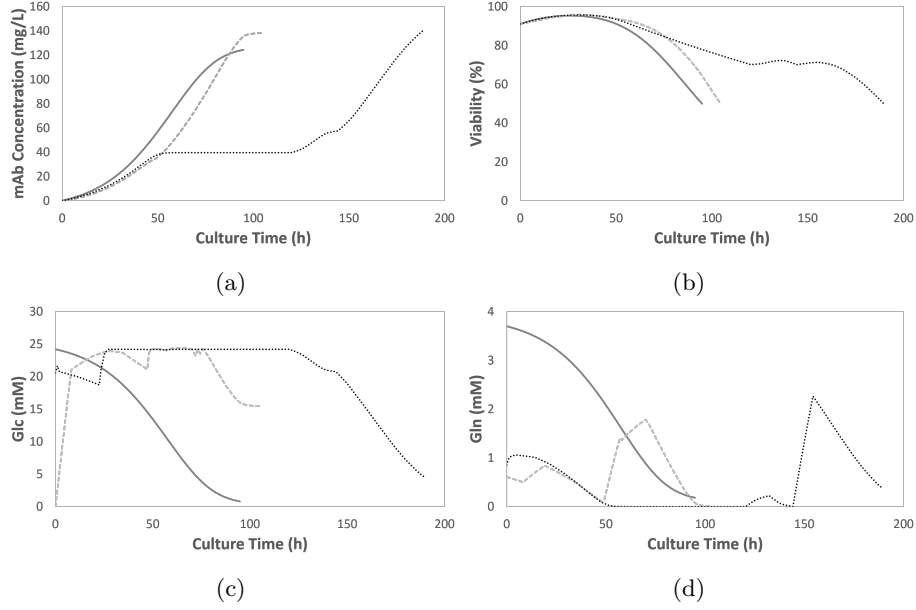 mAb Concentration (mg/L)
160
140
120
100
80
60
40
20
0
0 50 100 150 200
Culture Time (h)
(a)
Viability (%)
100
80
60
40
20
0
0 50 100 150 200
Culture Time (h)
(b)
Glc (mM)
30
25
20
15
10
5
0
0 50 100 150 200
Culture Time (h)
(c)
Gln (mM)
4
3
2
1
0
0 50 100 150 200
Culture Time (h)
(d)